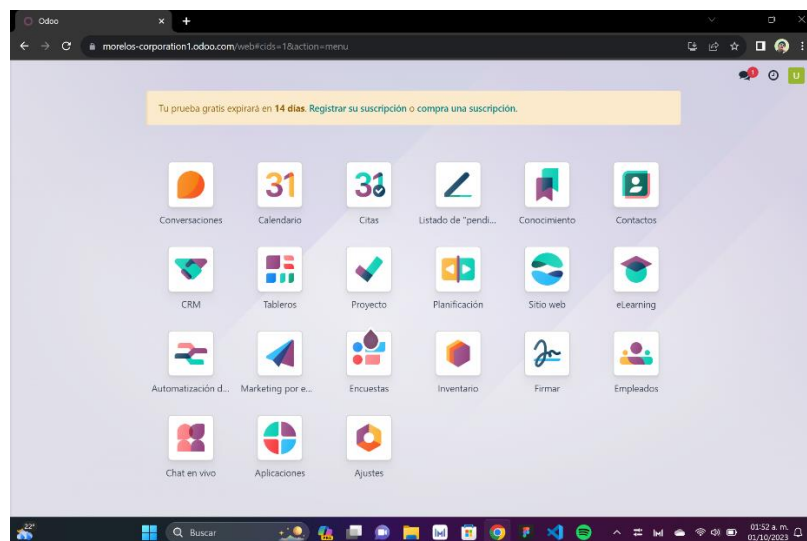 Odoo
morelos-corporation1.odoo.com/web#cids=1&action=menu
1
U
Tu prueba gratis expirará en 14 días. Registrar su suscripción o compra una suscripción.
31
31
Conversaciones
Calendario
Citas
Listado de "pendi...
Conocimiento
Contactos
CRM
Tableros
Proyecto
Planificación
Sitio web
eLearning
Automatización d...
Marketing por e...
Encuestas
Inventario
Firmar
Empleados
Chat en vivo
Aplicaciones
Ajustes
22°
Buscar
01:52 a. m.
01/10/2023